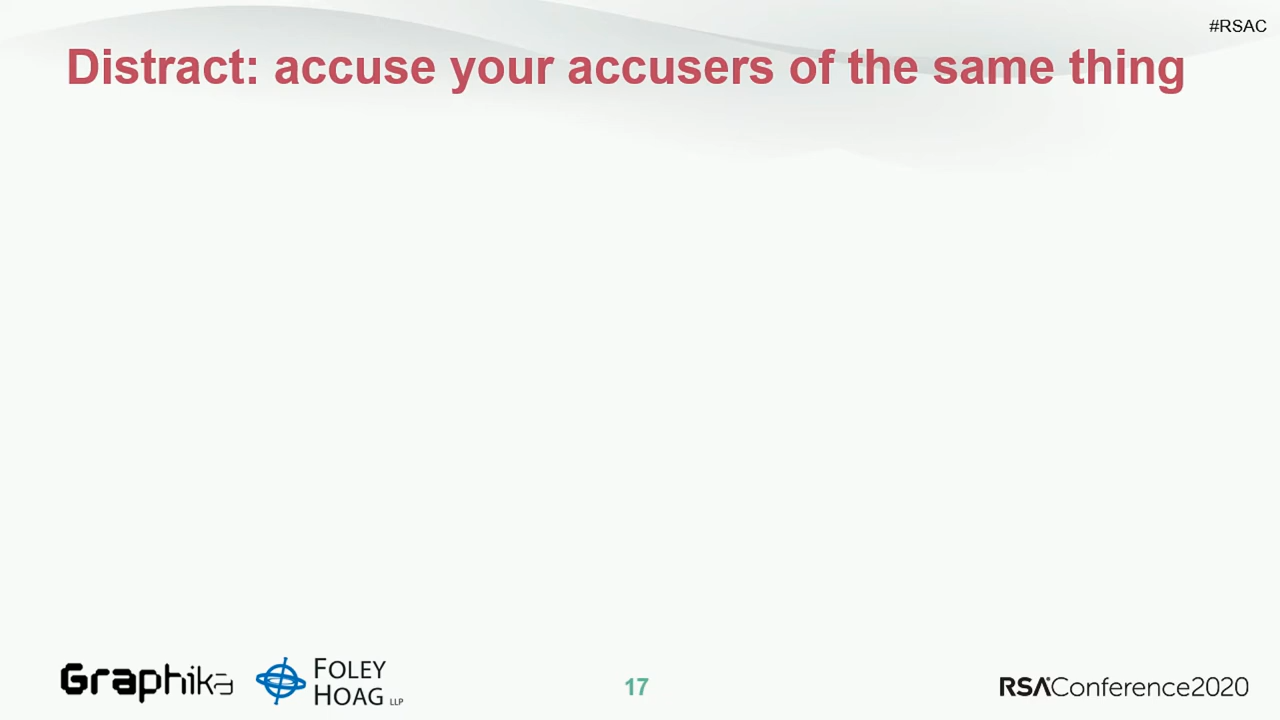 #RSAC
Distract: accuse your accusers of the same thing
Graphika
FOLEY
HOAG LLP
17
RSAConference2020